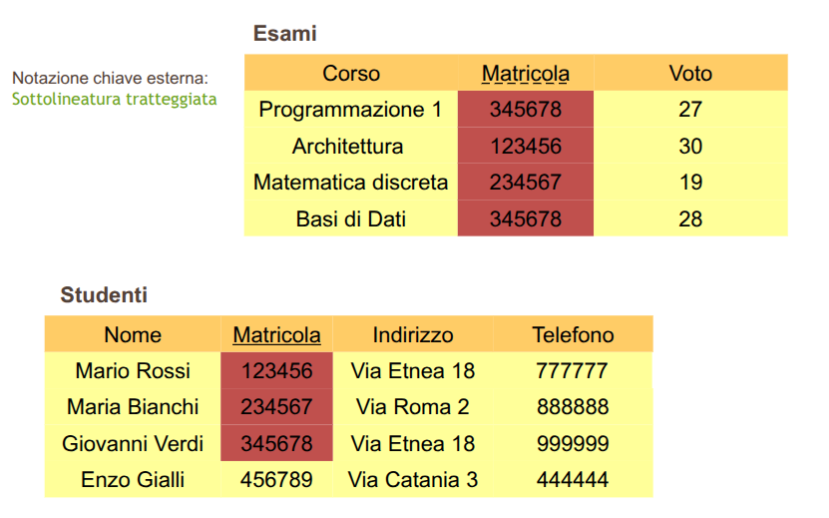 Esami
Notazione chiave esterna:
Sottolineatura tratteggiata
Corso Matricola Voto
Programmazione 1 345678 27
Architettura 123456 30
Matematica discreta 234567 19
Basi di Dati 345678 28
Studenti
Nome Matricola Indirizzo Telefono
Mario Rossi 123456 Via Etnea 18 777777
Maria Bianchi 234567 Via Roma 2 888888
Giovanni Verdi 345678 Via Etnea 18 999999
Enzo Gialli 456789 Via Catania 3 444444